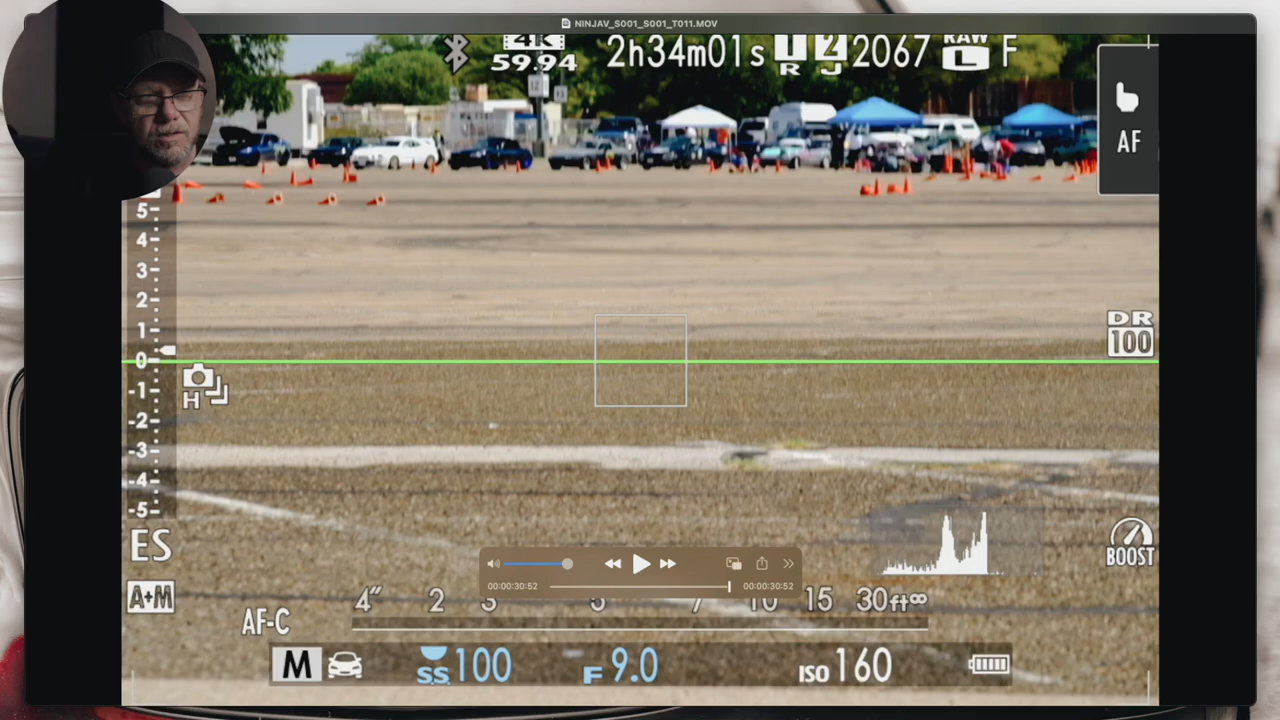 NINJAV_S001_S001_T011.MOV
4K
59.94
2h34m01s
1
R
2
J
2067
RAW
L
F
AF
5
4
3
2
1
0
-1
-2
-3
-4
-5
DR
100
H
ES
BOOST
00:00:30:52
00:00:30:52
A+M
4" 2 3 5 7 10 15 30ft∞
AF-C
M S.S. 100 F 9.0 ISO 160